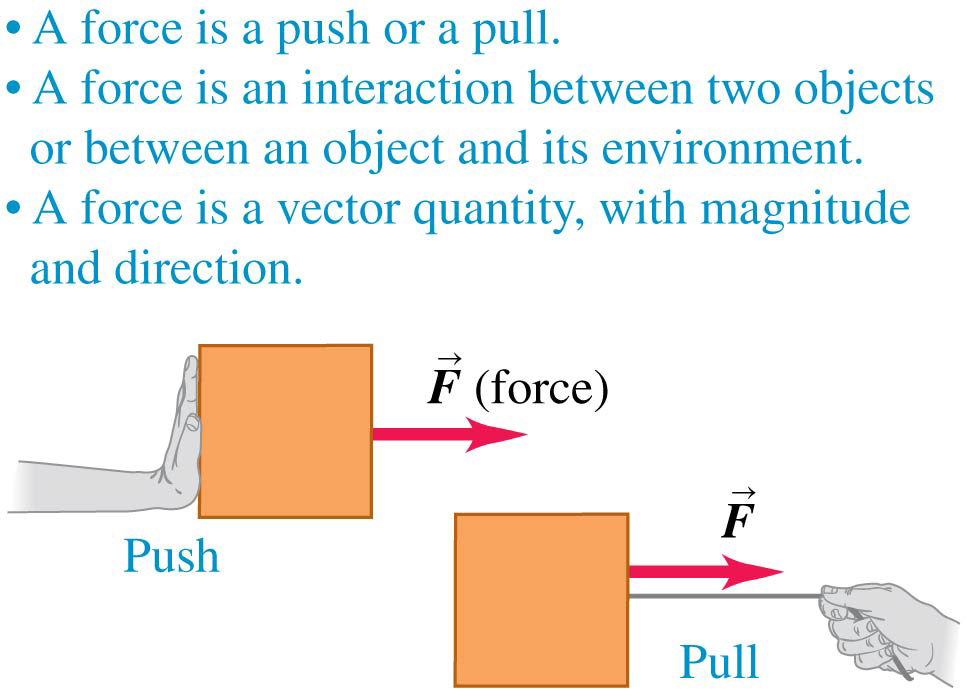 • A force is a push or a pull.
• A force is an interaction between two objects
or between an object and its environment.
• A force is a vector quantity, with magnitude
and direction.
F⃗ (force)
Push
F⃗
Pull